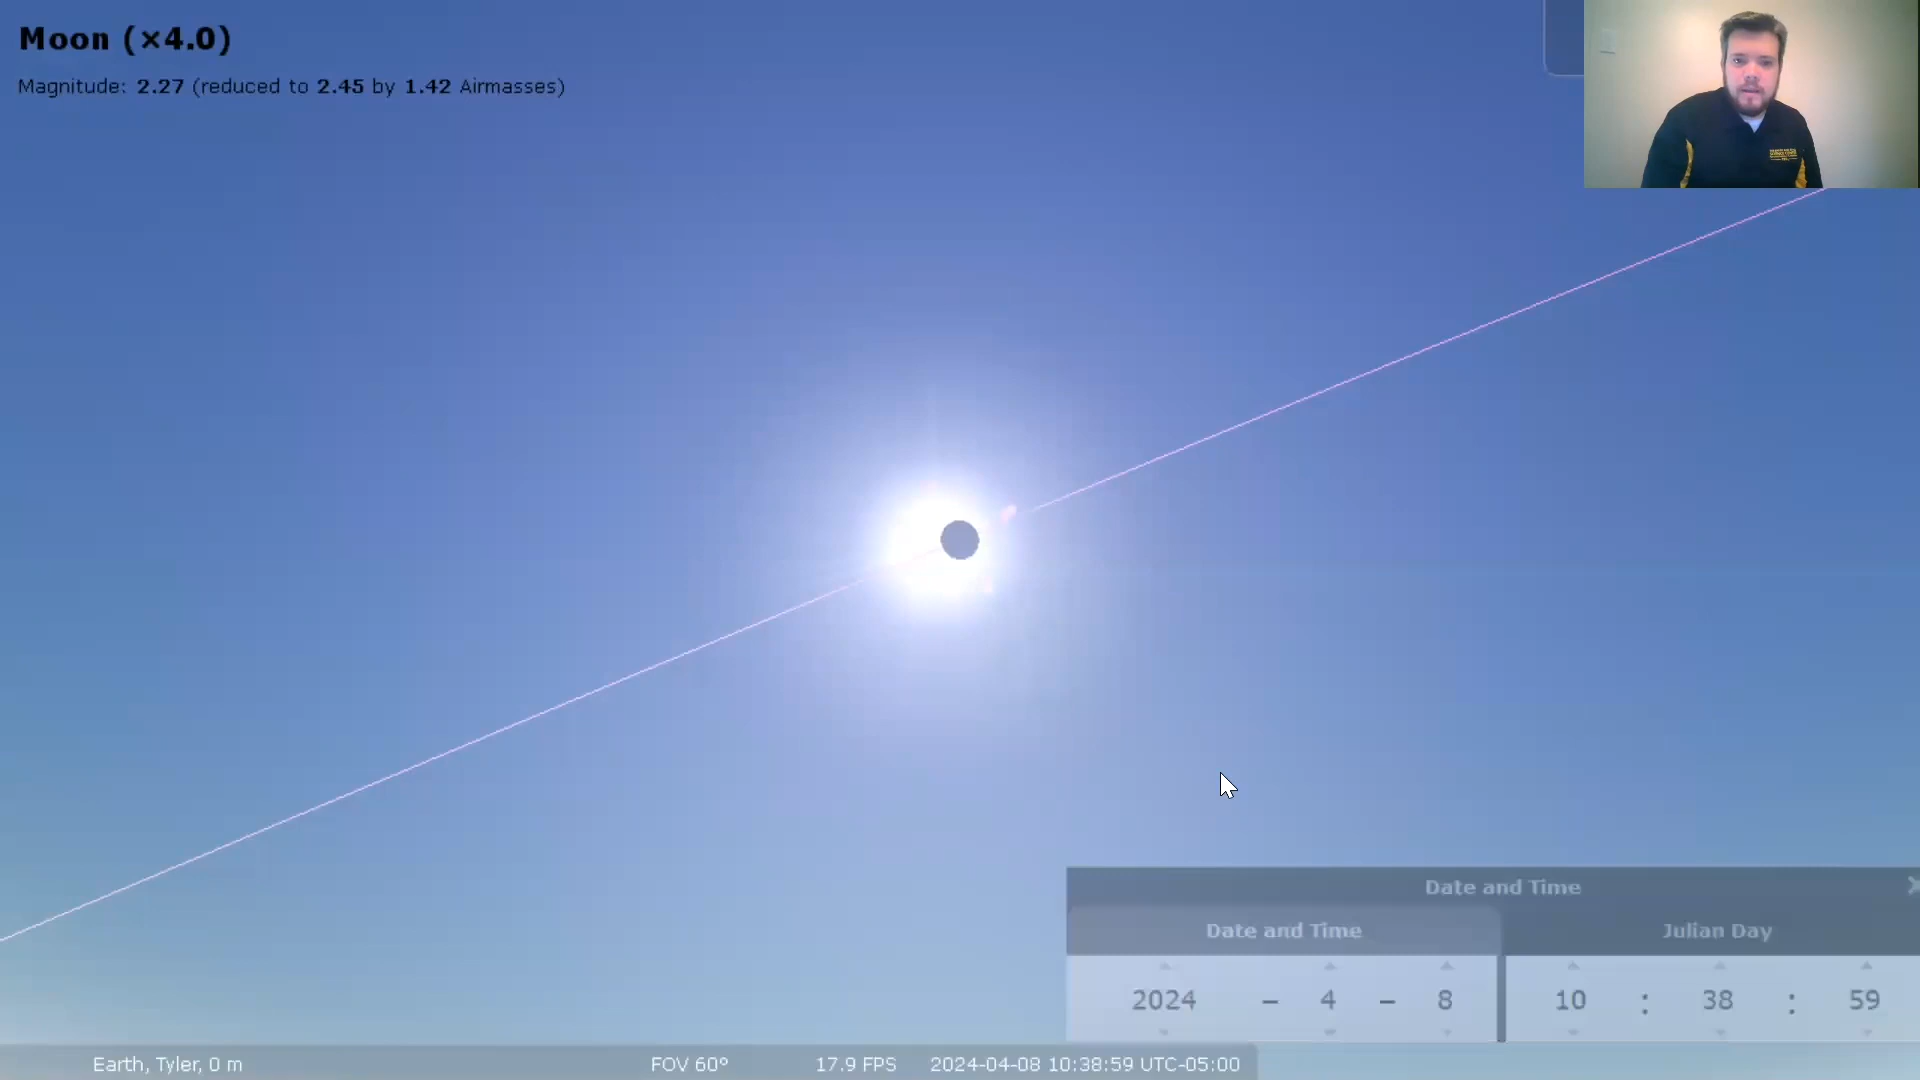 Moon (×4.0)
Magnitude: 2.27 (reduced to 2.45 by 1.42 Airmasses)
Date and Time
Date and Time
Julian Day
2024 – 4 – 8
10 : 38 : 59
Earth, Tyler, 0 m
FOV 60°
17.9 FPS
2024-04-08 10:38:59 UTC-05:00